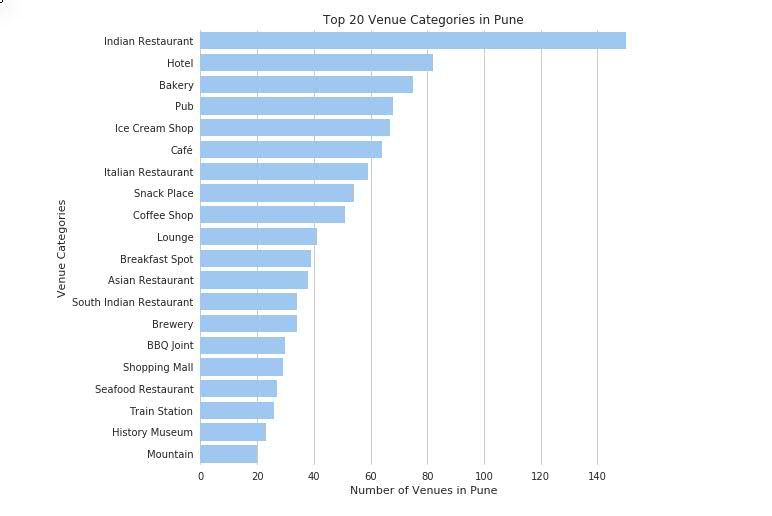 Top 20 Venue Categories in Pune
Indian Restaurant
Hotel
Bakery
Pub
Ice Cream Shop
Café
Italian Restaurant
Snack Place
Coffee Shop
Lounge
Breakfast Spot
Asian Restaurant
South Indian Restaurant
Brewery
BBQ Joint
Shopping Mall
Seafood Restaurant
Train Station
History Museum
Mountain
Venue Categories
0 20 40 60 80 100 120 140
Number of Venues in Pune